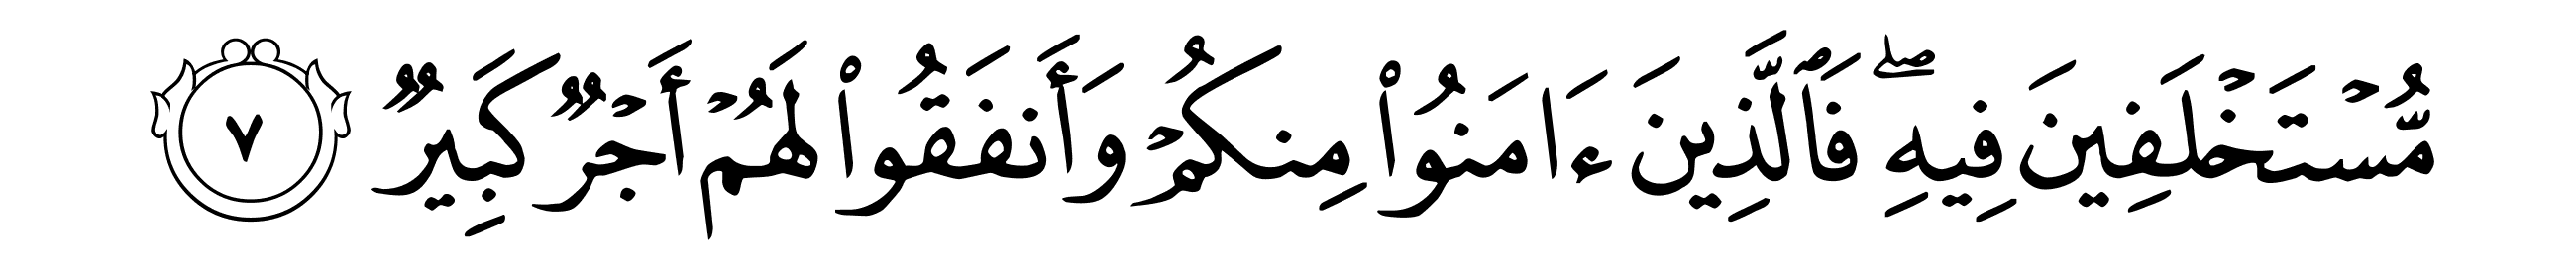 مُّسْتَخْلَفِينَ فِيهِ ۖ فَٱلَّذِينَ ءَامَنُوا۟ مِنكُمْ وَأَنفَقُوا۟ لَهُمْ أَجْرٌ كَبِيرٌ ٧